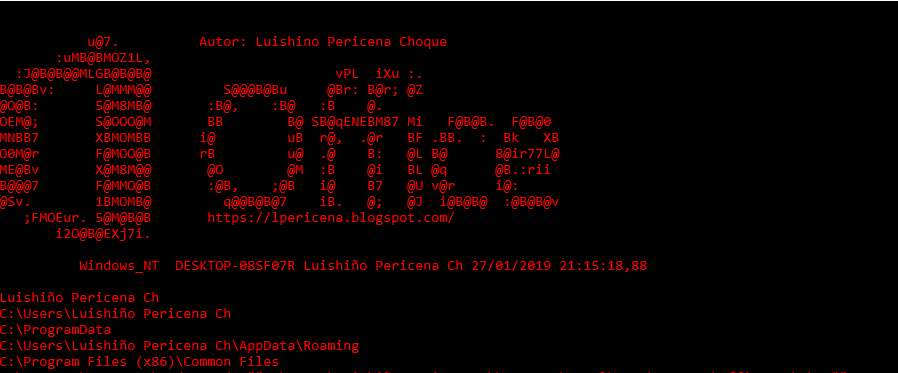 u@7.          Autor: Luishino Pericena Choque
:uMB@BMOZ1L,
:J@B@B@@MLGB@B@B@                       vPL  iXu :.
B@B@Bv:     L@MMM@@         S@@@B@Bu     @Br: B@r; @Z
@O@B:       5@M8MB@       :B@,    :B@   :B    @.
OEM@;       S@OOO@M       BB        B@ SB@qENEBM87 Mi   F@B@B.  F@B@0
MNBB7       XBMOMBB      i@         uB  r@,  .@r   BF .BB.  :  Bk   XB
O0M@r       F@MOO@B      rB         u@  .@    B:   @L B@      8@ir77L@
ME@Bv       X@M8M@@       @O        @M  :B    @i   BL @q      @B.:rii
B@@@7       F@MMO@B       :@B,    ;@B   i@    B7   @U v@r     i@:
@Sv.        1BMOMB@         q@@B@B@7    iB.   @;   @J  i@B@B@  :@B@B@v
;FMOEur. 5@M@B@B       https://lpericena.blogspot.com/
i2O@B@EXj7i.
Windows_NT  DESKTOP-08SF07R Luishiño Pericena Ch 27/01/2019 21:15:18,88
Luishiño Pericena Ch
C:\Users\Luishiño Pericena Ch
C:\ProgramData
C:\Users\Luishiño Pericena Ch\AppData\Roaming
C:\Program Files (x86)\Common Files